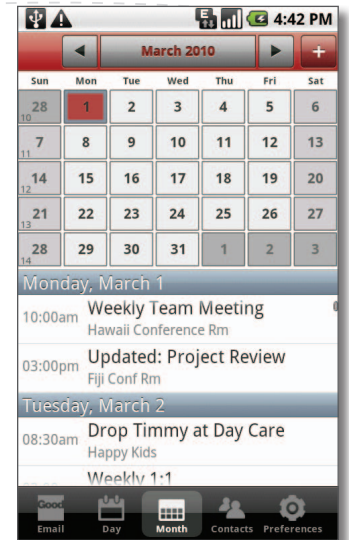 E 4:42 PM
March 2010 +
Sun Mon Tue Wed Thu Fri Sat
28 1 2 3 4 5 6
10
7 8 9 10 11 12 13
11
14 15 16 17 18 19 20
12
21 22 23 24 25 26 27
13
28 29 30 31 1 2 3
14
Monday, March 1
10:00am Weekly Team Meeting
Hawaii Conference Rm
03:00pm Updated: Project Review
Fiji Conf Rm
Tuesday, March 2
08:30am Drop Timmy at Day Care
Happy Kids
Weekly 1:1
Good
Email Day Month Contacts Preferences